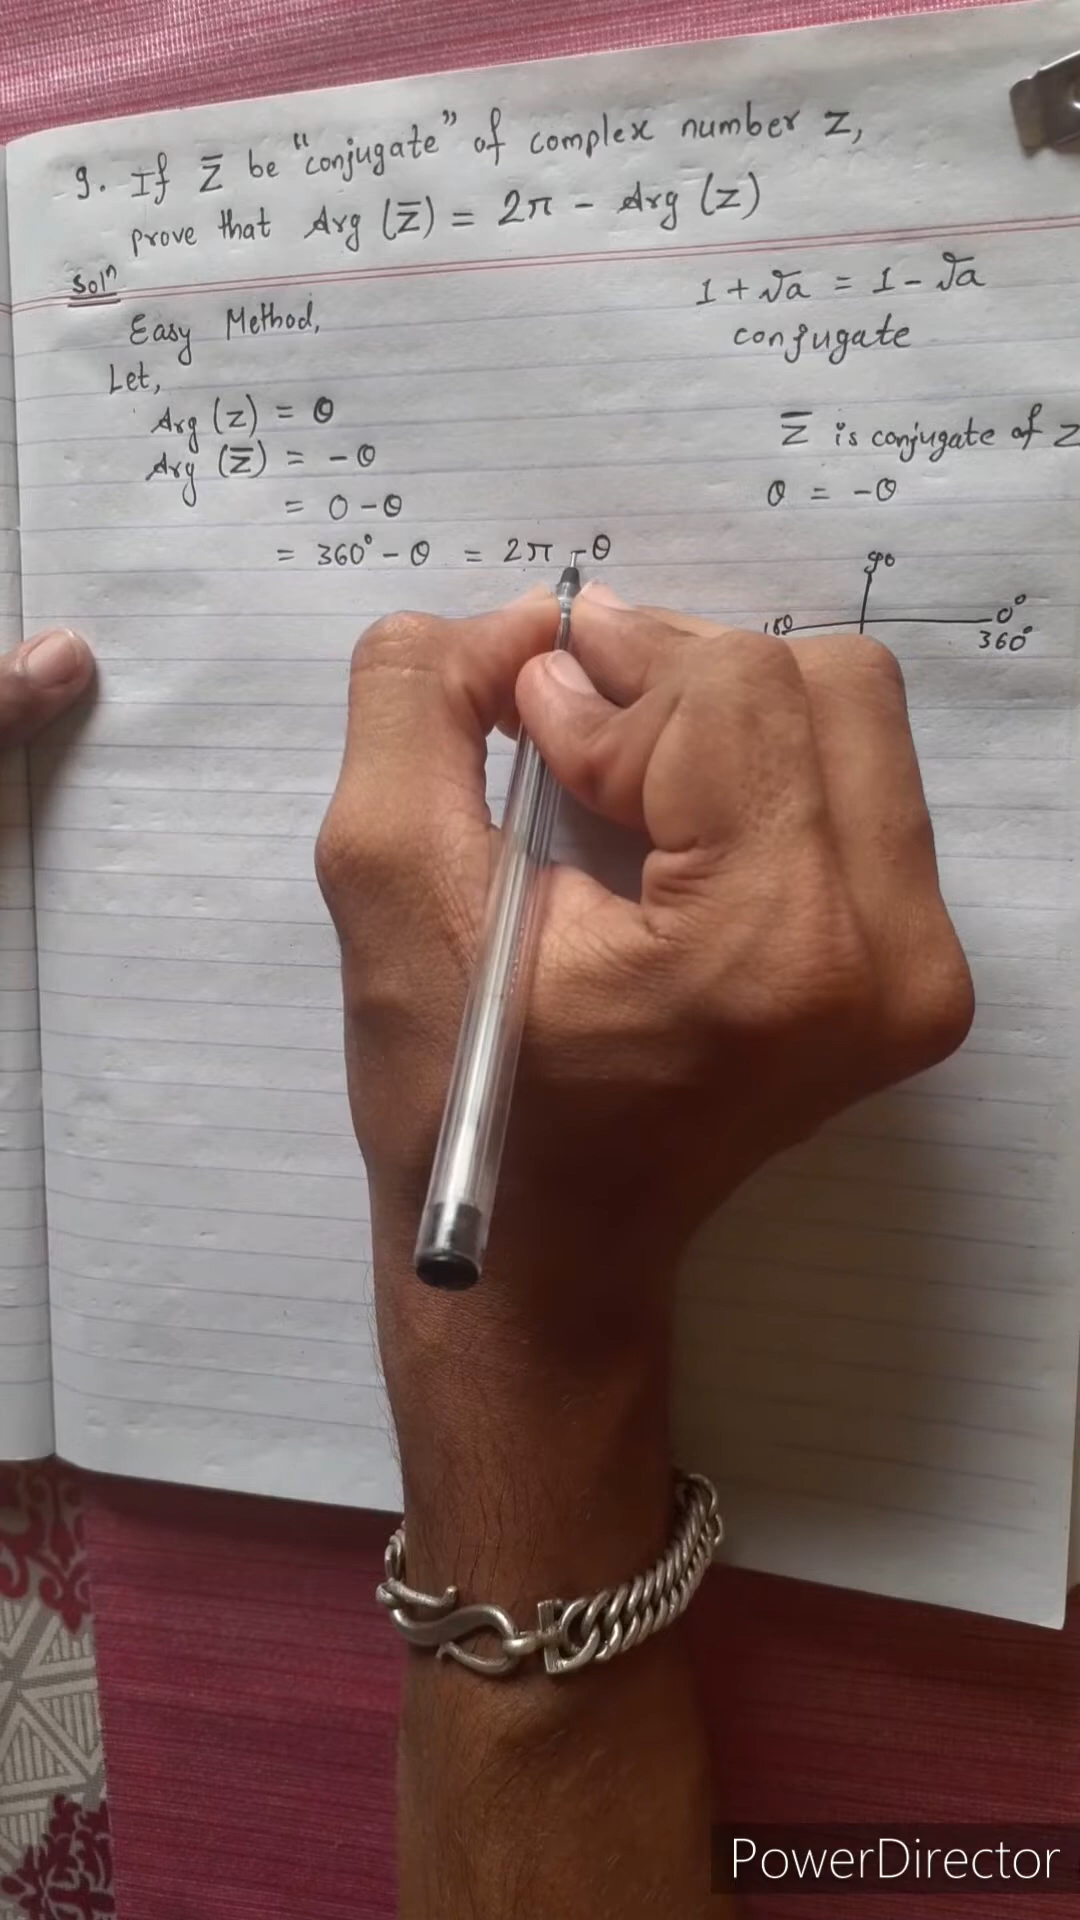 9. If z̅ be "conjugate" of complex number z,
prove that Arg (z̅) = 2π - Arg (z)
Solⁿ
Easy Method,
Let,
Arg (z) = θ
Arg (z̅) = -θ
= 0 - θ
= 360° - θ = 2π - θ
1 + √a = 1 - √a
conjugate
z̅ is conjugate of z
θ = -θ
90
180
0°
360°
PowerDirector